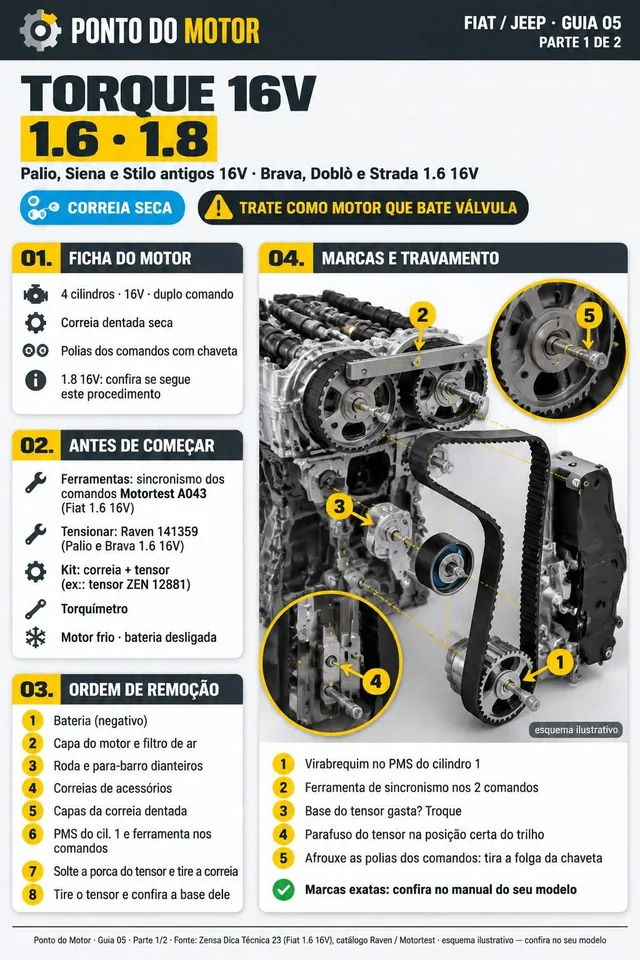 PONTO DO MOTOR
FIAT / JEEP · GUIA 05
PARTE 1 DE 2
TORQUE 16V
1.6 · 1.8
Palio, Siena e Stilo antigos 16V · Brava, Doblò e Strada 1.6 16V
CORREIA SECA
TRATE COMO MOTOR QUE BATE VÁLVULA
01. FICHA DO MOTOR
4 cilindros · 16V · duplo comando
Correia dentada seca
Polias dos comandos com chaveta
1.8 16V: confira se segue
este procedimento
02. ANTES DE COMEÇAR
Ferramentas: sincronismo dos
comandos Motortest A043
(Fiat 1.6 16V)
Tensionar: Raven 141359
(Palio e Brava 1.6 16V)
Kit: correia + tensor
(ex:: tensor ZEN 12881)
Torquímetro
Motor frio · bateria desligada
03. ORDEM DE REMOÇÃO
1 Bateria (negativo)
2 Capa do motor e filtro de ar
3 Roda e para-barro dianteiros
4 Correias de acessórios
5 Capas da correia dentada
6 PMS do cil. 1 e ferramenta nos
comandos
7 Solte a porca do tensor e tire a correia
8 Tire o tensor e confira a base dele
04. MARCAS E TRAVAMENTO
2
5
3
4
1
esquema ilustrativo
1 Virabrequim no PMS do cilindro 1
2 Ferramenta de sincronismo nos 2 comandos
3 Base do tensor gasta? Troque
4 Parafuso do tensor na posição certa do trilho
5 Afrouxe as polias dos comandos: tira a folga da chaveta
Marcas exatas: confira no manual do seu modelo
Ponto do Motor · Guia 05 · Parte 1/2 · Fonte: Zensa Dica Técnica 23 (Fiat 1.6 16V), catálogo Raven / Motortest · esquema ilustrativo — confira no seu modelo